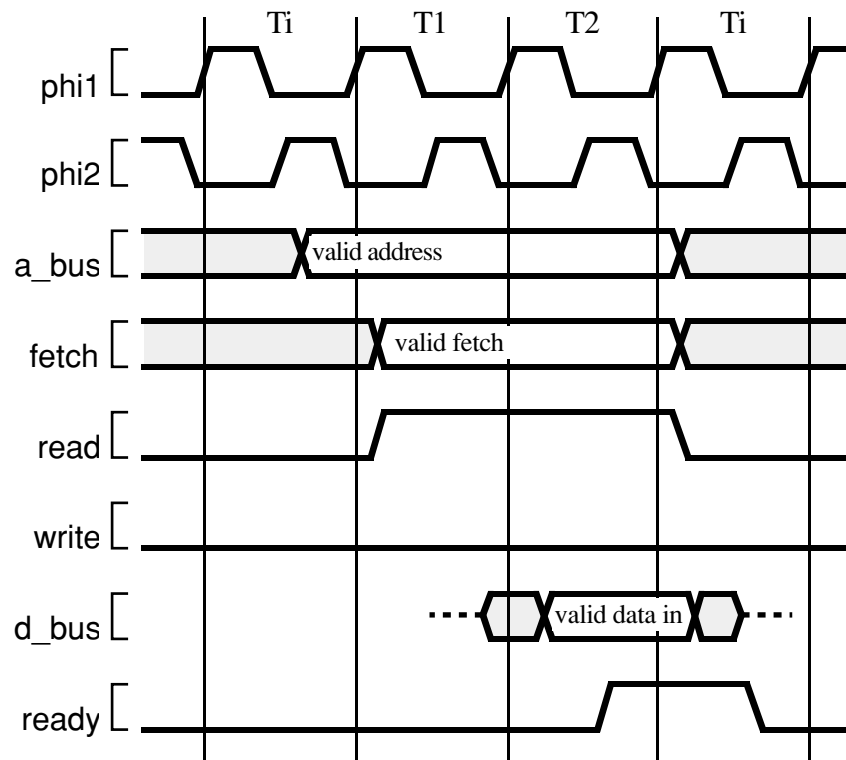 Ti T1 T2 Ti
phi1
phi2
a_bus valid address
fetch valid fetch
read
write
d_bus valid data in
ready